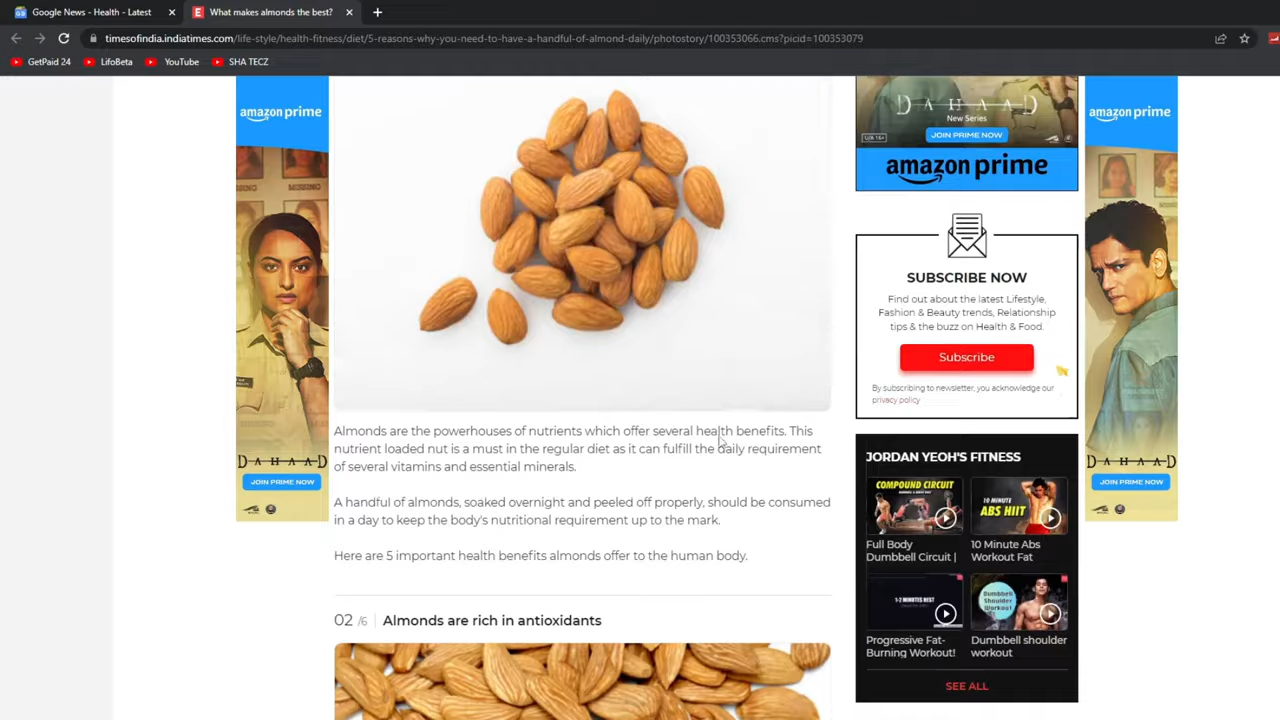 Google News - Health - Latest
What makes almonds the best?
timesofindia.indiatimes.com/life-style/health-fitness/diet/5-reasons-why-you-need-to-have-a-handful-of-almond-daily/photostory/100353066.cms?picid=100353079
GetPaid 24
LifoBeta
YouTube
SHA TECZ
amazon prime
MISSING
DAHAAD
JOIN PRIME NOW
Almonds are the powerhouses of nutrients which offer several health benefits. This
nutrient loaded nut is a must in the regular diet as it can fulfill the daily requirement
of several vitamins and essential minerals.
A handful of almonds, soaked overnight and peeled off properly, should be consumed
in a day to keep the body's nutritional requirement up to the mark.
Here are 5 important health benefits almonds offer to the human body.
02 /6 Almonds are rich in antioxidants
DAHAAD
New Series
U/A 16+
JOIN PRIME NOW
amazon prime
SUBSCRIBE NOW
Find out about the latest Lifestyle,
Fashion & Beauty trends, Relationship
tips & the buzz on Health & Food.
Subscribe
By subscribing to newsletter, you acknowledge our
privacy policy
JORDAN YEOH'S FITNESS
COMPOUND CIRCUIT
Full Body
Dumbbell Circuit |
10 MINUTE
ABS HIIT
10 Minute Abs
Workout Fat
1-2 MINUTES REST
Progressive Fat-
Burning Workout!
Dumbbell
Shoulder
Workout
Dumbbell shoulder
workout
SEE ALL
amazon prime
MISSING
DAHAAD
JOIN PRIME NOW